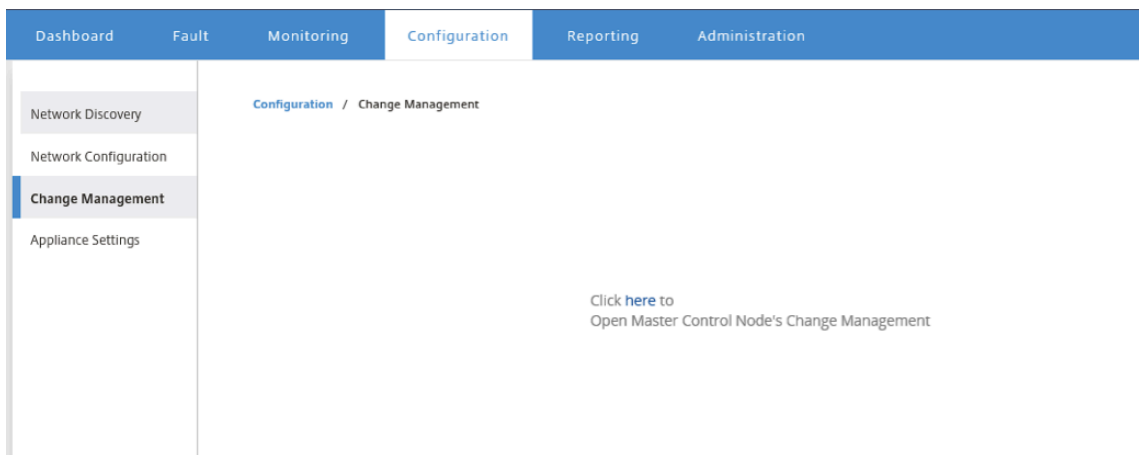 Dashboard Fault Monitoring Configuration Reporting Administration
Network Discovery
Network Configuration
Change Management
Appliance Settings
Configuration / Change Management
Click here to
Open Master Control Node's Change Management